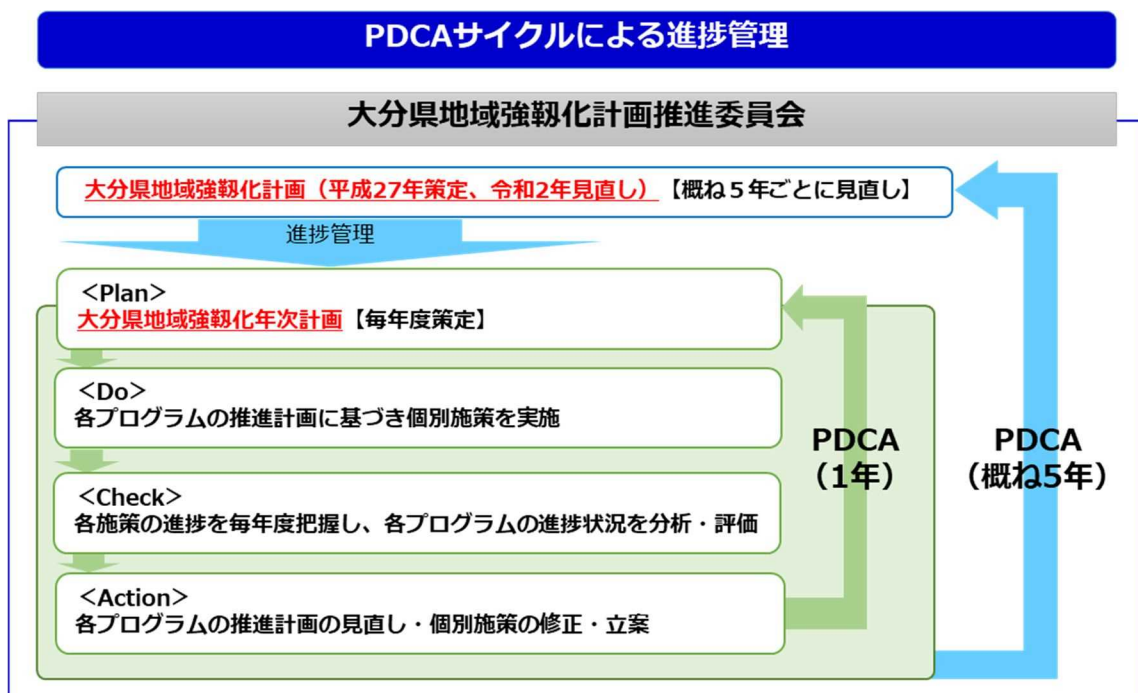 PDCAサイクルによる進捗管理
大分県地域強靱化計画推進委員会
大分県地域強靱化計画（平成27年策定、令和2年見直し）【概ね５年ごとに見直し】
進捗管理
＜Plan＞
大分県地域強靱化年次計画【毎年度策定】
＜Do＞
各プログラムの推進計画に基づき個別施策を実施
＜Check＞
各施策の進捗を毎年度把握し、各プログラムの進捗状況を分析・評価
＜Action＞
各プログラムの推進計画の見直し・個別施策の修正・立案
PDCA
（1年）
PDCA
（概ね5年）